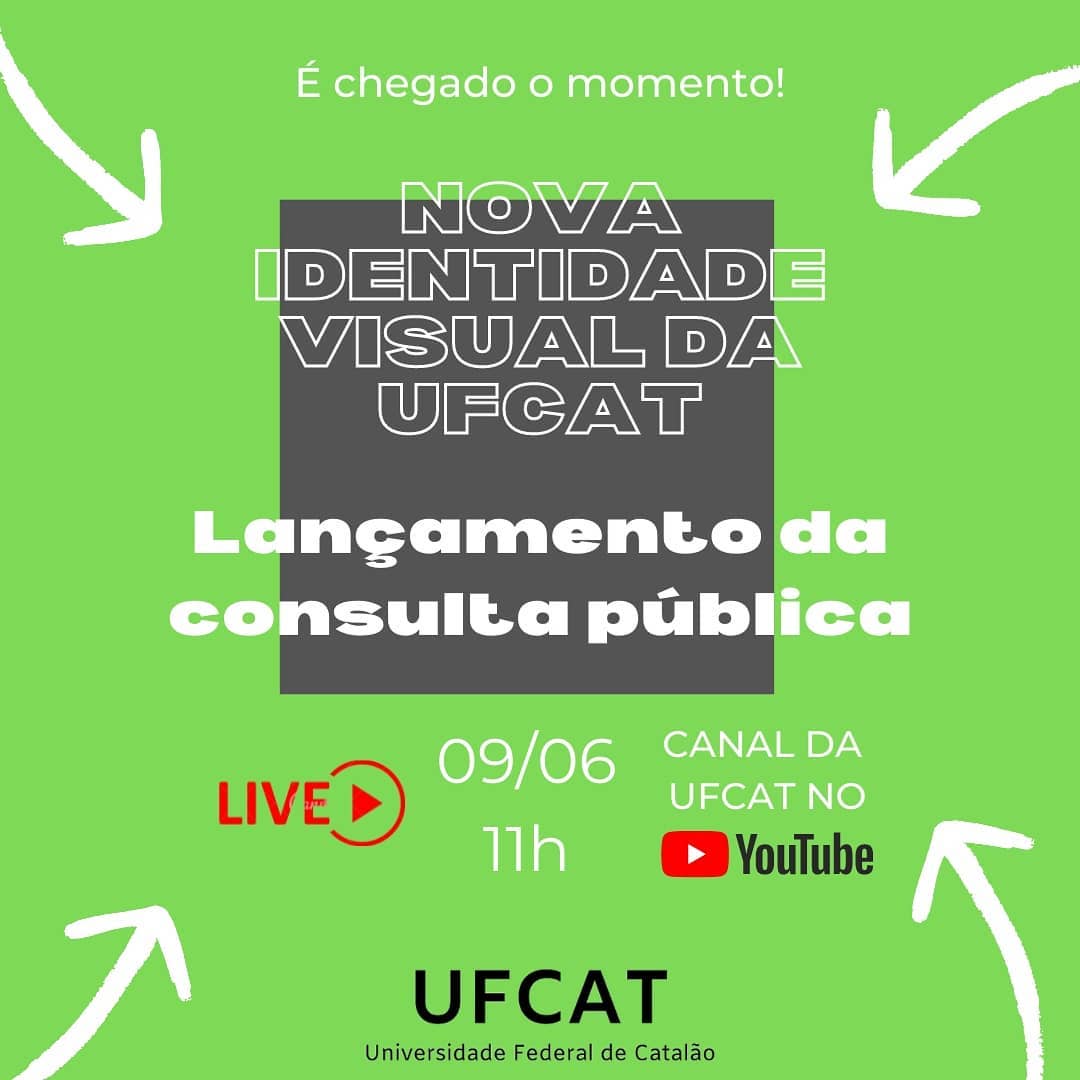 É chegado o momento!
NOVA
IDENTIDADE
VISUAL DA
UFCAT
Lançamento da
consulta pública
LIVE
09/06
11h
CANAL DA
UFCAT NO
YouTube
UFCAT
Universidade Federal de Catalão